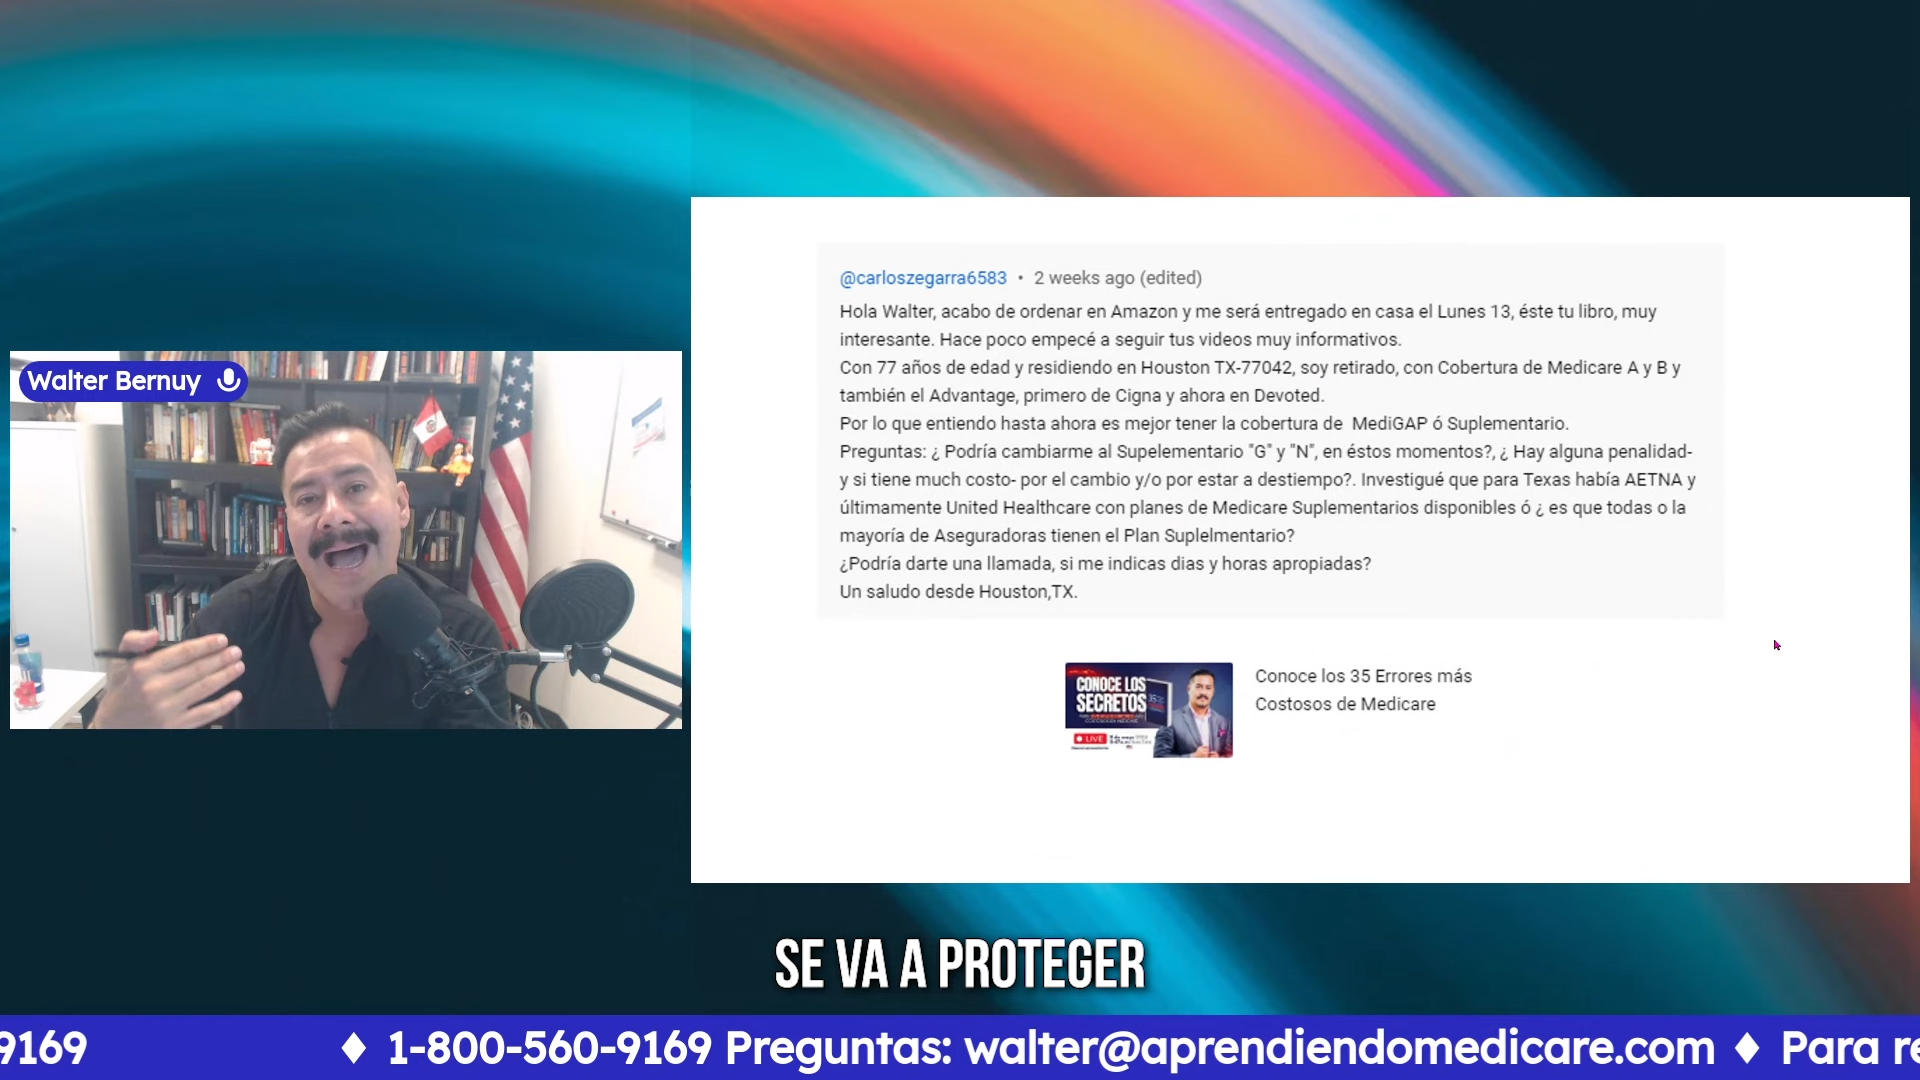 Walter Bernuy
@carloszegarra6583 • 2 weeks ago (edited)
Hola Walter, acabo de ordenar en Amazon y me será entregado en casa el Lunes 13, éste tu libro, muy
interesante. Hace poco empecé a seguir tus videos muy informativos.
Con 77 años de edad y residiendo en Houston TX-77042, soy retirado, con Cobertura de Medicare A y B y
también el Advantage, primero de Cigna y ahora en Devoted.
Por lo que entiendo hasta ahora es mejor tener la cobertura de MediGAP ó Suplementario.
Preguntas: ¿ Podría cambiarme al Supelementario "G" y "N", en éstos momentos?, ¿ Hay alguna penalidad-
y si tiene much costo- por el cambio y/o por estar a destiempo?. Investigué que para Texas había AETNA y
últimamente United Healthcare con planes de Medicare Suplementarios disponibles ó ¿ es que todas o la
mayoría de Aseguradoras tienen el Plan Suplelmentario?
¿Podría darte una llamada, si me indicas dias y horas apropiadas?
Un saludo desde Houston,TX.
CONOCE LOS
SECRETOS
LIVE
Conoce los 35 Errores más
Costosos de Medicare
SE VA A PROTEGER
9169 ♦ 1-800-560-9169 Preguntas: walter@aprendiendomedicare.com ♦ Para re